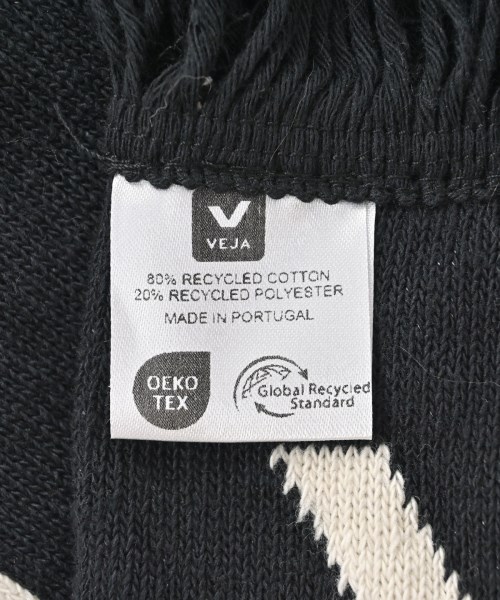 V
VEJA
80% RECYCLED COTTON
20% RECYCLED POLYESTER
MADE IN PORTUGAL
OEKO
TEX
Global Recycled
Standard